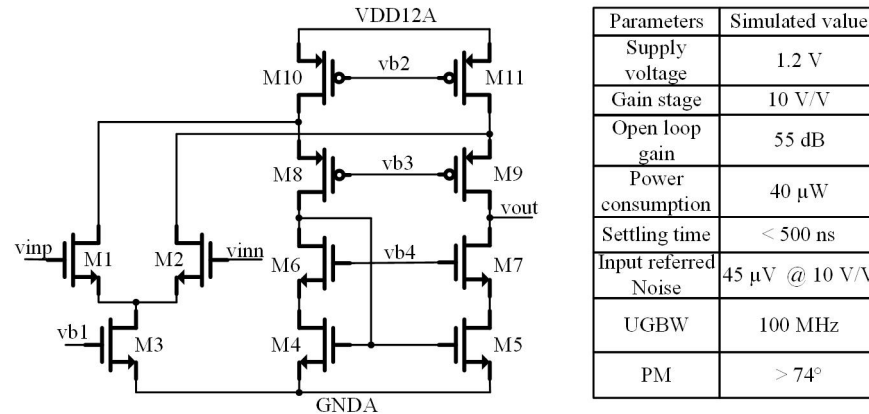 VDD12A
M10
vb2
M11
M8
vb3
M9
vout
vinp
M1
M2
vinn
M6
vb4
M7
vb1
M3
M4
M5
GNDA
Parameters Simulated value
Supply
voltage
1.2 V
Gain stage 10 V/V
Open loop
gain
55 dB
Power
consumption
40 µW
Settling time < 500 ns
Input referred
Noise
45 µV @ 10 V/V
UGBW 100 MHz
PM > 74°